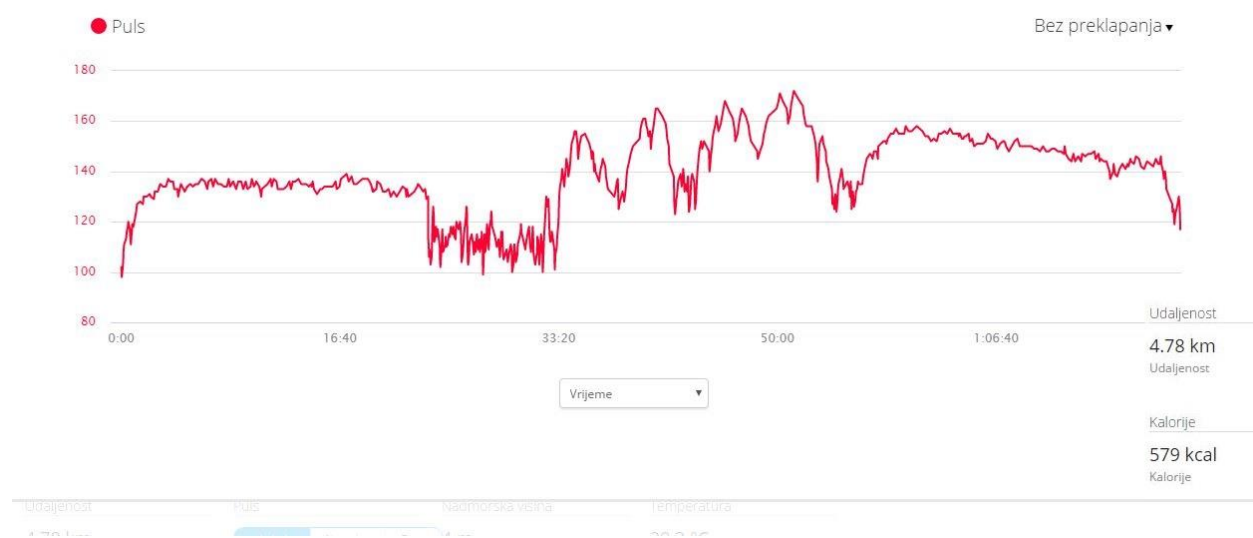 Puls
Bez preklapanja
180
160
140
120
100
80
0:00 16:40 33:20 50:00 1:06:40
Vrijeme
Udaljenost
4.78 km
Udaljenost
Kalorije
579 kcal
Kalorije
Udaljenost Puls Nadmorska visina Temperatura